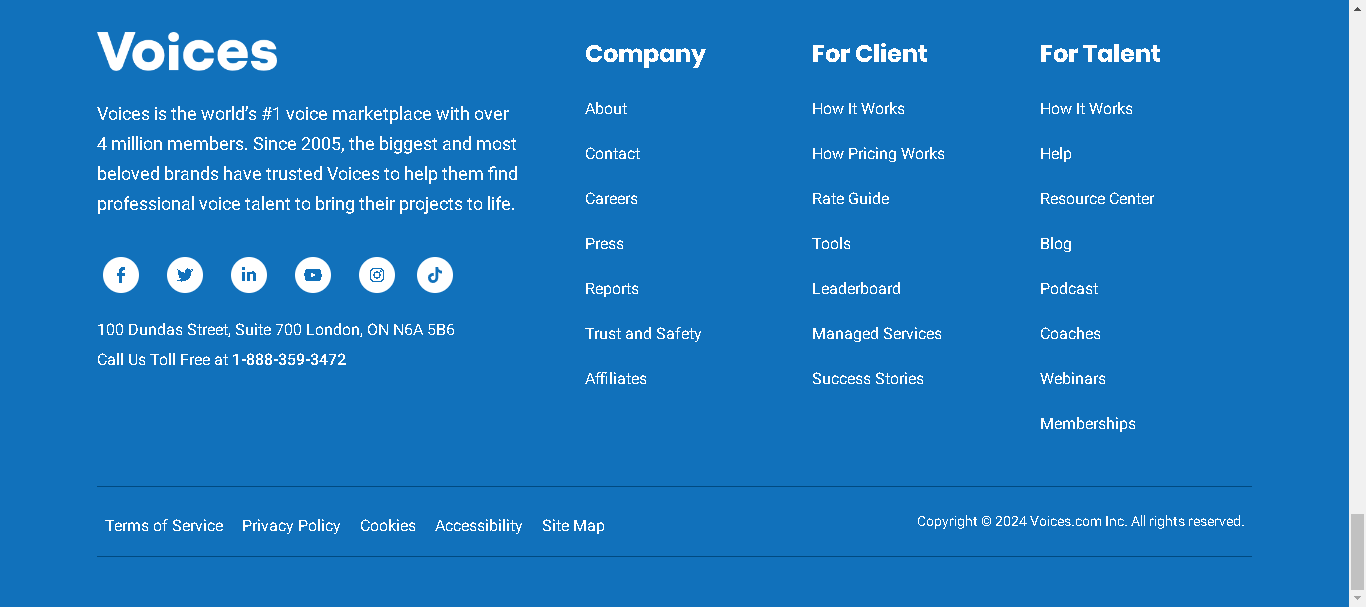 Voices
Voices is the world’s #1 voice marketplace with over
4 million members. Since 2005, the biggest and most
beloved brands have trusted Voices to help them find
professional voice talent to bring their projects to life.
100 Dundas Street, Suite 700 London, ON N6A 5B6
Call Us Toll Free at 1-888-359-3472
Company
About
Contact
Careers
Press
Reports
Trust and Safety
Affiliates
For Client
How It Works
How Pricing Works
Rate Guide
Tools
Leaderboard
Managed Services
Success Stories
For Talent
How It Works
Help
Resource Center
Blog
Podcast
Coaches
Webinars
Memberships
Terms of Service Privacy Policy Cookies Accessibility Site Map
Copyright © 2024 Voices.com Inc. All rights reserved.